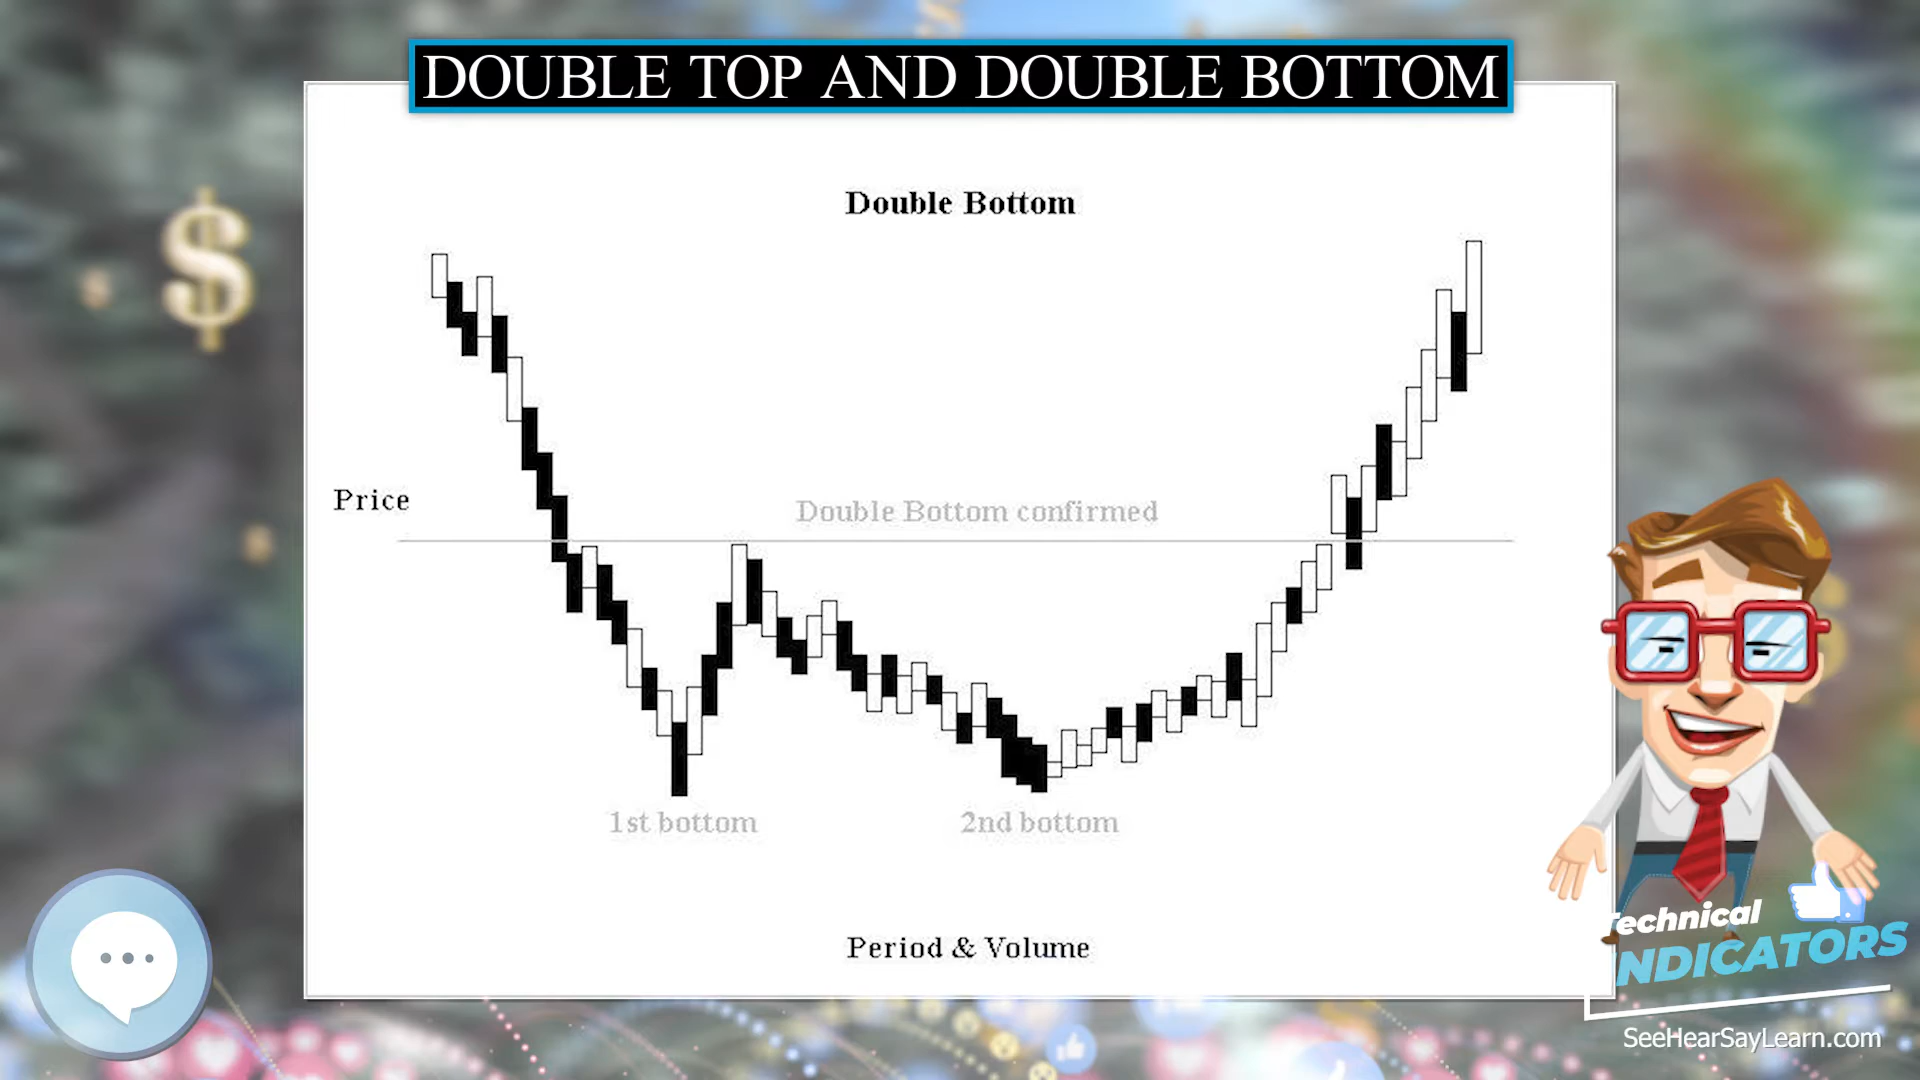 DOUBLE TOP AND DOUBLE BOTTOM
Double Bottom
Price
Double Bottom confirmed
1st bottom
2nd bottom
Period & Volume
Technical
INDICATORS
SeeHearSayLearn.com